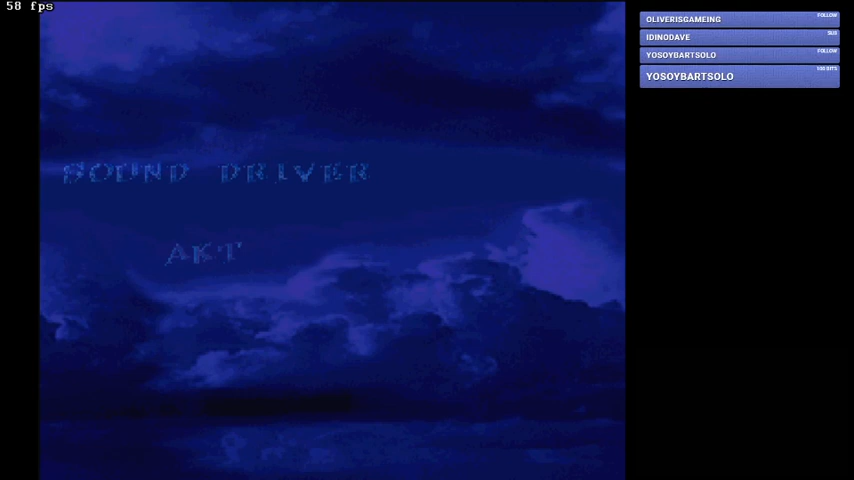 58 fps
SOUND DRIVER
AKT
OLIVERISGAMEING
FOLLOW
IDINODAVE
SUB
YOSOYBARTSOLO
FOLLOW
YOSOYBARTSOLO
100 BITS